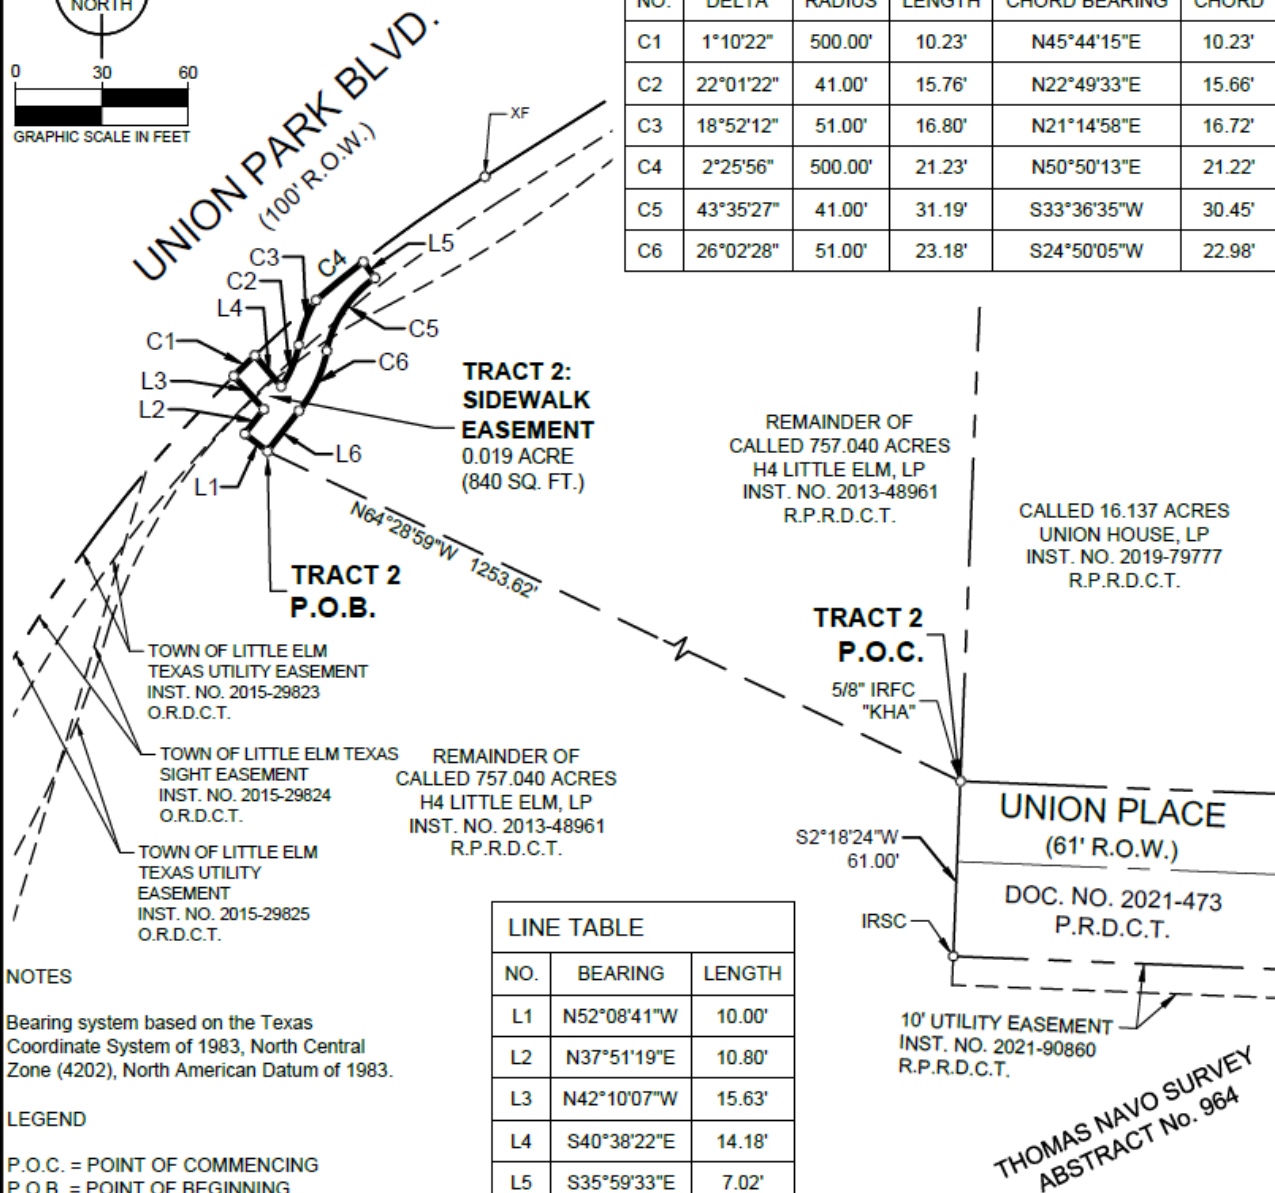 NORTH
0 30 60
GRAPHIC SCALE IN FEET
UNION PARK BLVD.
(100' R.O.W.)
XF
NO. DELTA RADIUS LENGTH CHORD BEARING CHORD
C1 1°10'22" 500.00' 10.23' N45°44'15"E 10.23'
C2 22°01'22" 41.00' 15.76' N22°49'33"E 15.66'
C3 18°52'12" 51.00' 16.80' N21°14'58"E 16.72'
C4 2°25'56" 500.00' 21.23' N50°50'13"E 21.22'
C5 43°35'27" 41.00' 31.19' S33°36'35"W 30.45'
C6 26°02'28" 51.00' 23.18' S24°50'05"W 22.98'
C3
C4
L5
C2
L4
C5
C1
C6
L3
L2
L6
L1
TRACT 2:
SIDEWALK
EASEMENT
0.019 ACRE
(840 SQ. FT.)
N64°28'59"W 1253.62'
TRACT 2
P.O.B.
REMAINDER OF
CALLED 757.040 ACRES
H4 LITTLE ELM, LP
INST. NO. 2013-48961
R.P.R.D.C.T.
CALLED 16.137 ACRES
UNION HOUSE, LP
INST. NO. 2019-79777
R.P.R.D.C.T.
TRACT 2
P.O.C.
5/8" IRFC
"KHA"
TOWN OF LITTLE ELM
TEXAS UTILITY EASEMENT
INST. NO. 2015-29823
O.R.D.C.T.
TOWN OF LITTLE ELM TEXAS
SIGHT EASEMENT
INST. NO. 2015-29824
O.R.D.C.T.
TOWN OF LITTLE ELM
TEXAS UTILITY
EASEMENT
INST. NO. 2015-29825
O.R.D.C.T.
REMAINDER OF
CALLED 757.040 ACRES
H4 LITTLE ELM, LP
INST. NO. 2013-48961
R.P.R.D.C.T.
UNION PLACE
(61' R.O.W.)
DOC. NO. 2021-473
P.R.D.C.T.
S2°18'24"W
61.00'
IRSC
10' UTILITY EASEMENT
INST. NO. 2021-90860
R.P.R.D.C.T.
THOMAS NAVO SURVEY
ABSTRACT No. 964
NOTES
Bearing system based on the Texas
Coordinate System of 1983, North Central
Zone (4202), North American Datum of 1983.
LEGEND
P.O.C. = POINT OF COMMENCING
P.O.B. = POINT OF BEGINNING
LINE TABLE
NO. BEARING LENGTH
L1 N52°08'41"W 10.00'
L2 N37°51'19"E 10.80'
L3 N42°10'07"W 15.63'
L4 S40°38'22"E 14.18'
L5 S35°59'33"E 7.02'